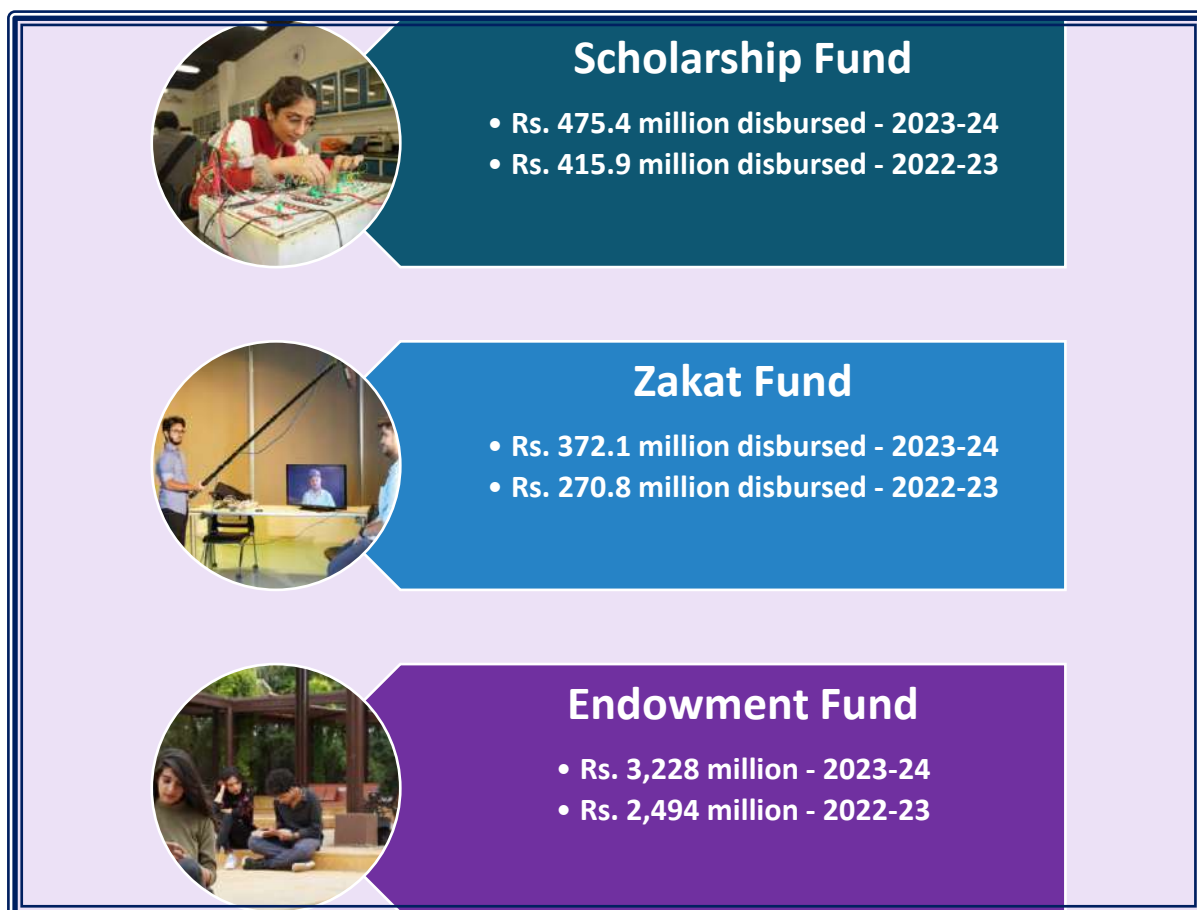 Scholarship Fund
• Rs. 475.4 million disbursed - 2023-24
• Rs. 415.9 million disbursed - 2022-23
Zakat Fund
• Rs. 372.1 million disbursed - 2023-24
• Rs. 270.8 million disbursed - 2022-23
Endowment Fund
• Rs. 3,228 million - 2023-24
• Rs. 2,494 million - 2022-23